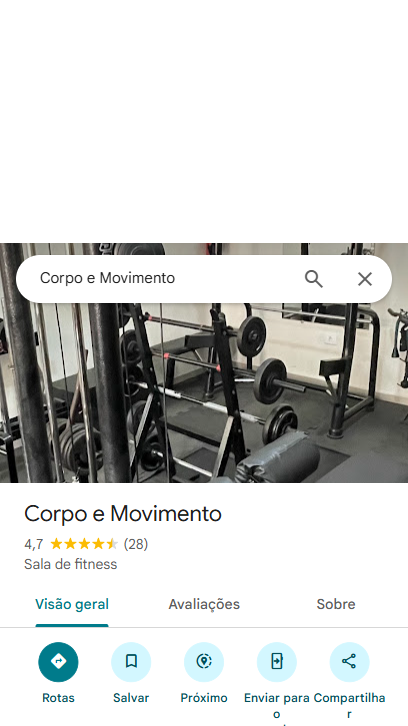 Corpo e Movimento
Corpo e Movimento
4,7 (28)
Sala de fitness
Visão geral Avaliações Sobre
Rotas Salvar Próximo Enviar para o Compartilhar